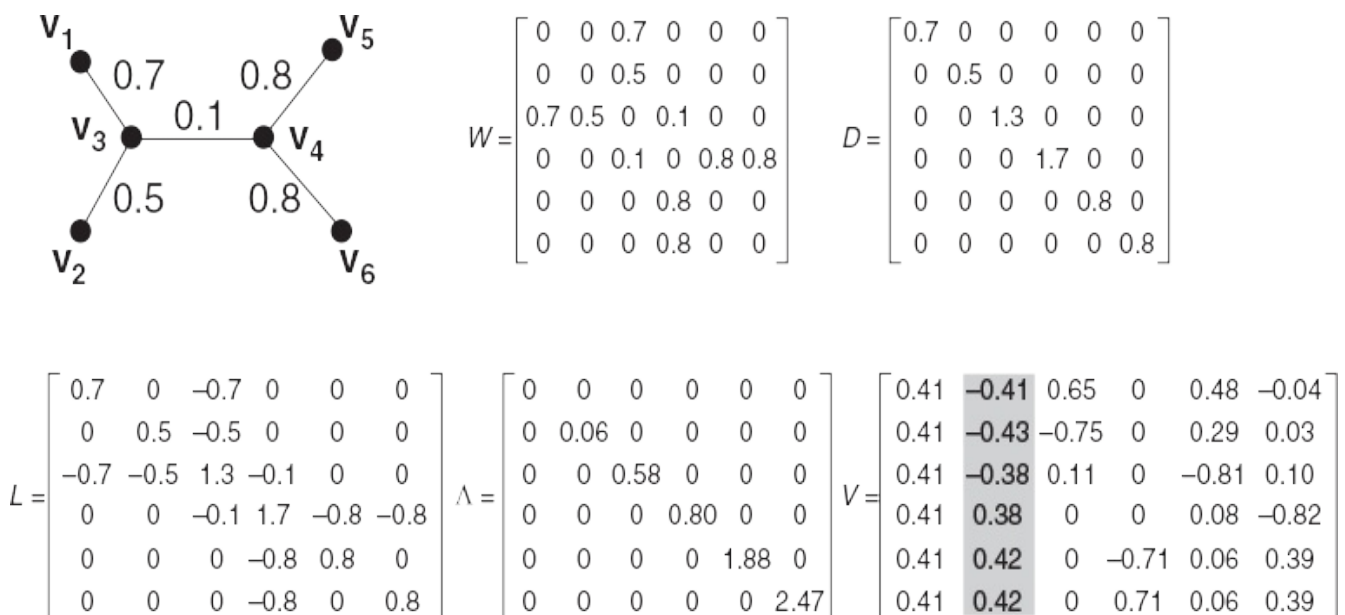 v1 v5
0.7 0.8
v3 0.1 v4
0.5 0.8
v2 v6
W =
0 0 0.7 0 0 0
0 0 0.5 0 0 0
0.7 0.5 0 0.1 0 0
0 0 0.1 0 0.8 0.8
0 0 0 0.8 0 0
0 0 0 0.8 0 0
D =
0.7 0 0 0 0 0
0 0.5 0 0 0 0
0 0 1.3 0 0 0
0 0 0 1.7 0 0
0 0 0 0 0.8 0
0 0 0 0 0 0.8
L =
0.7 0 –0.7 0 0 0
0 0.5 –0.5 0 0 0
–0.7 –0.5 1.3 –0.1 0 0
0 0 –0.1 1.7 –0.8 –0.8
0 0 0 –0.8 0.8 0
0 0 0 –0.8 0 0.8
Λ =
0 0 0 0 0 0
0 0.06 0 0 0 0
0 0 0.58 0 0 0
0 0 0 0.80 0 0
0 0 0 0 1.88 0
0 0 0 0 0 2.47
V =
0.41 –0.41 0.65 0 0.48 –0.04
0.41 –0.43 –0.75 0 0.29 0.03
0.41 –0.38 0.11 0 –0.81 0.10
0.41 0.38 0 0 0.08 –0.82
0.41 0.42 0 –0.71 0.06 0.39
0.41 0.42 0 0.71 0.06 0.39